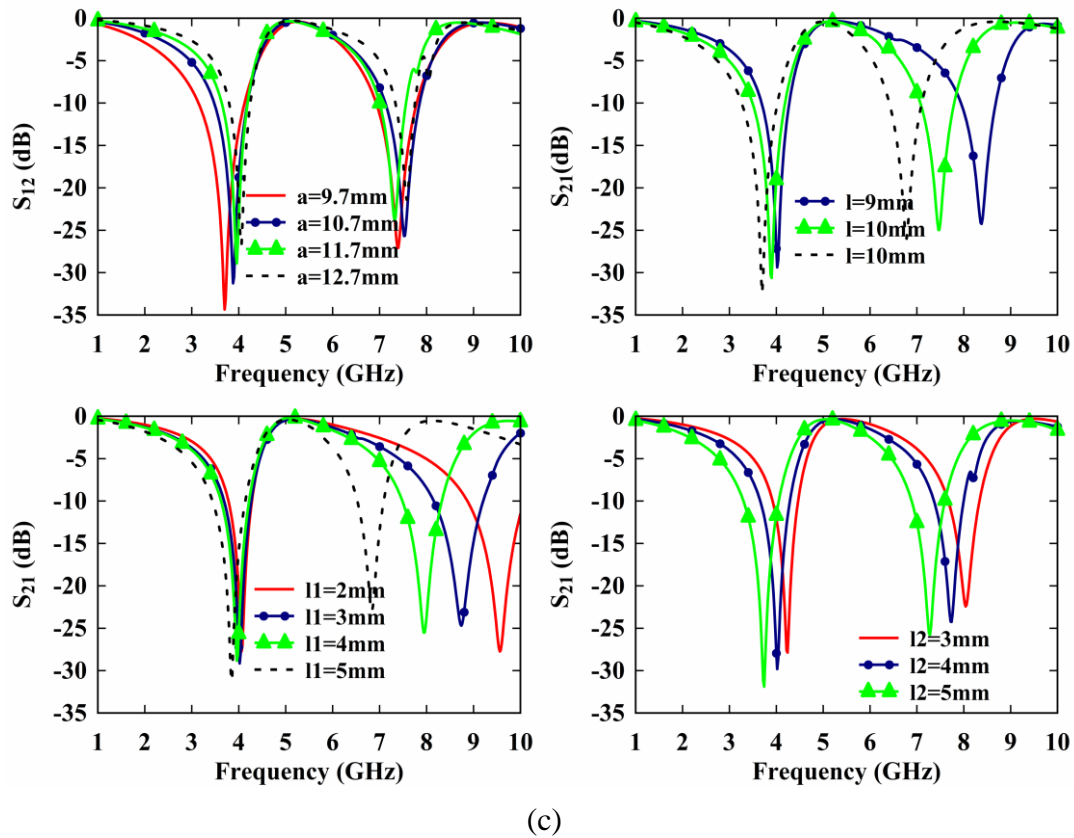 0
-5
-10
-15
-20
-25
-30
-35
S12 (dB)
a=9.7mm
a=10.7mm
a=11.7mm
a=12.7mm
1 2 3 4 5 6 7 8 9 10
Frequency (GHz)
0
-5
-10
-15
-20
-25
-30
-35
S21(dB)
l=9mm
l=10mm
l=10mm
1 2 3 4 5 6 7 8 9 10
Frequency (GHz)
0
-5
-10
-15
-20
-25
-30
-35
S21 (dB)
l1=2mm
l1=3mm
l1=4mm
l1=5mm
1 2 3 4 5 6 7 8 9 10
Frequency (GHz)
0
-5
-10
-15
-20
-25
-30
-35
S21 (dB)
l2=3mm
l2=4mm
l2=5mm
1 2 3 4 5 6 7 8 9 10
Frequency (GHz)
(c)